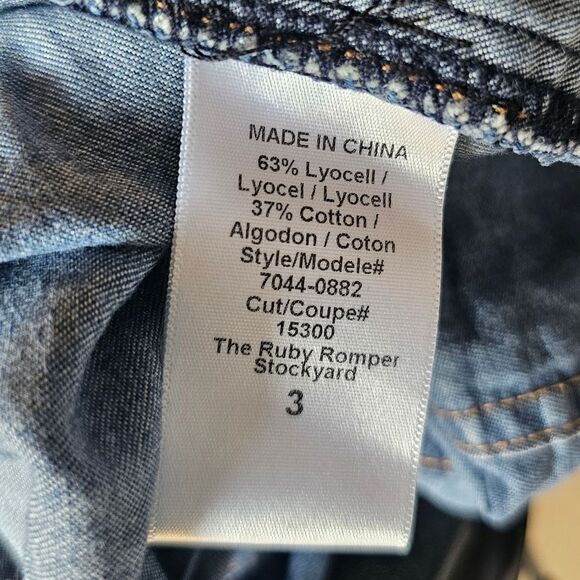 MADE IN CHINA
63% Lyocell /
Lyocel / Lyocell
37% Cotton /
Algodon / Coton
Style/Modele#
7044-0882
Cut/Coupe#
15300
The Ruby Romper
Stockyard
3